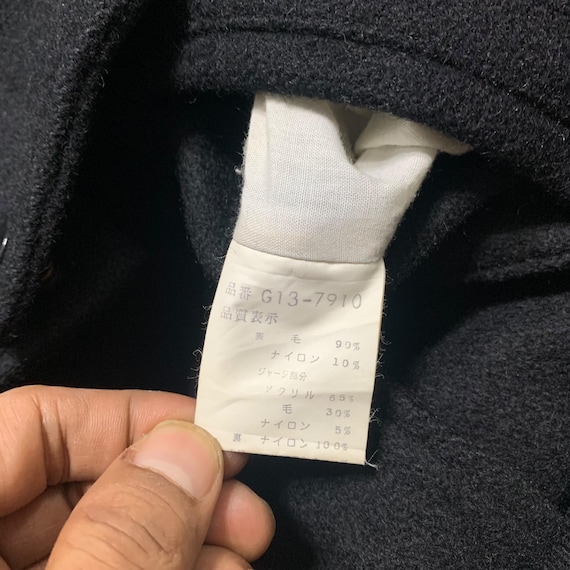 品番 G13-7910
品質表示
表 毛 90%
ナイロン 10%
ジャージ部分
アクリル 65%
毛 30%
ナイロン 5%
裏 ナイロン 100%